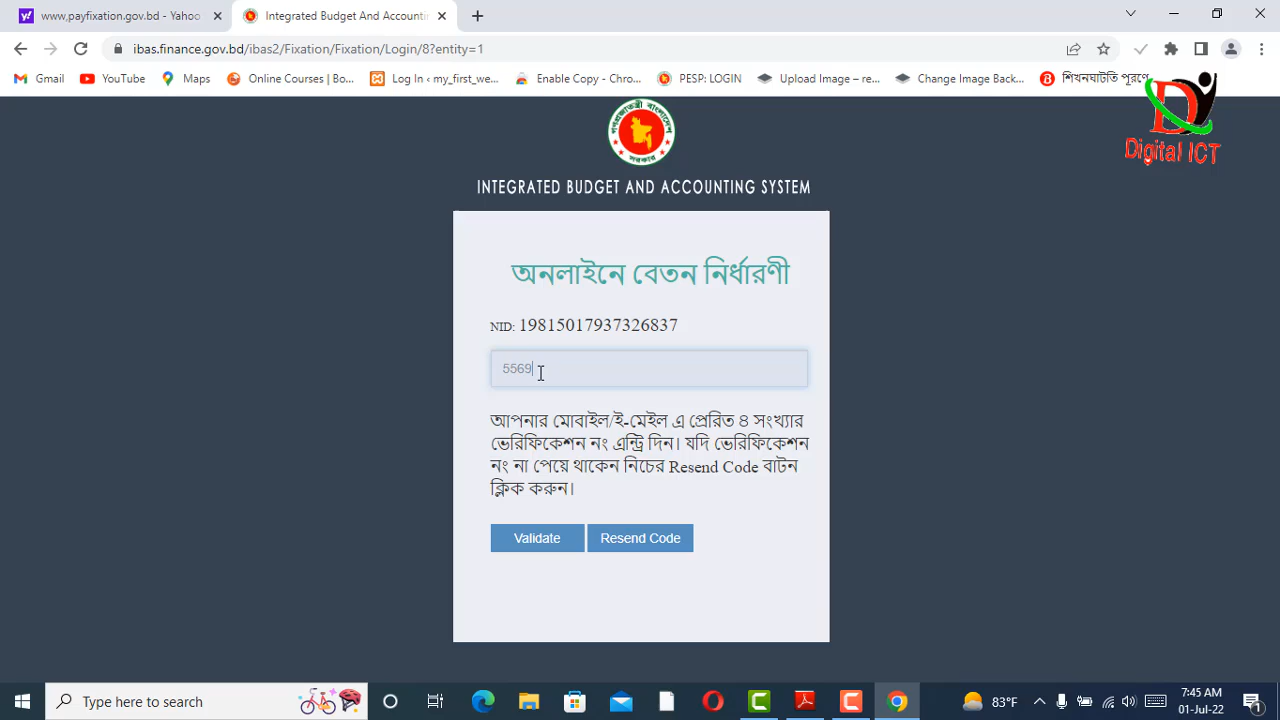 www.payfixation.gov.bd - Yahoo
Integrated Budget And Accountin
ibas.finance.gov.bd/ibas2/Fixation/Fixation/Login/8?entity=1
Gmail
YouTube
Maps
Online Courses | Bo...
Log In ‹ my_first_we...
Enable Copy - Chro...
PESP: LOGIN
Upload Image – re...
Change Image Back...
শিখনঘাটতি পূরণে
Digital ICT
INTEGRATED BUDGET AND ACCOUNTING SYSTEM
অনলাইনে বেতন নির্ধারণী
NID: 19815017937326837
5569
আপনার মোবাইল/ই-মেইল এ প্রেরিত ৪ সংখ্যার
ভেরিফিকেশন নং এন্ট্রি দিন। যদি ভেরিফিকেশন
নং না পেয়ে থাকেন নিচের Resend Code বাটন
ক্লিক করুন।
Validate
Resend Code
Type here to search
83°F
7:45 AM
01-Jul-22
1